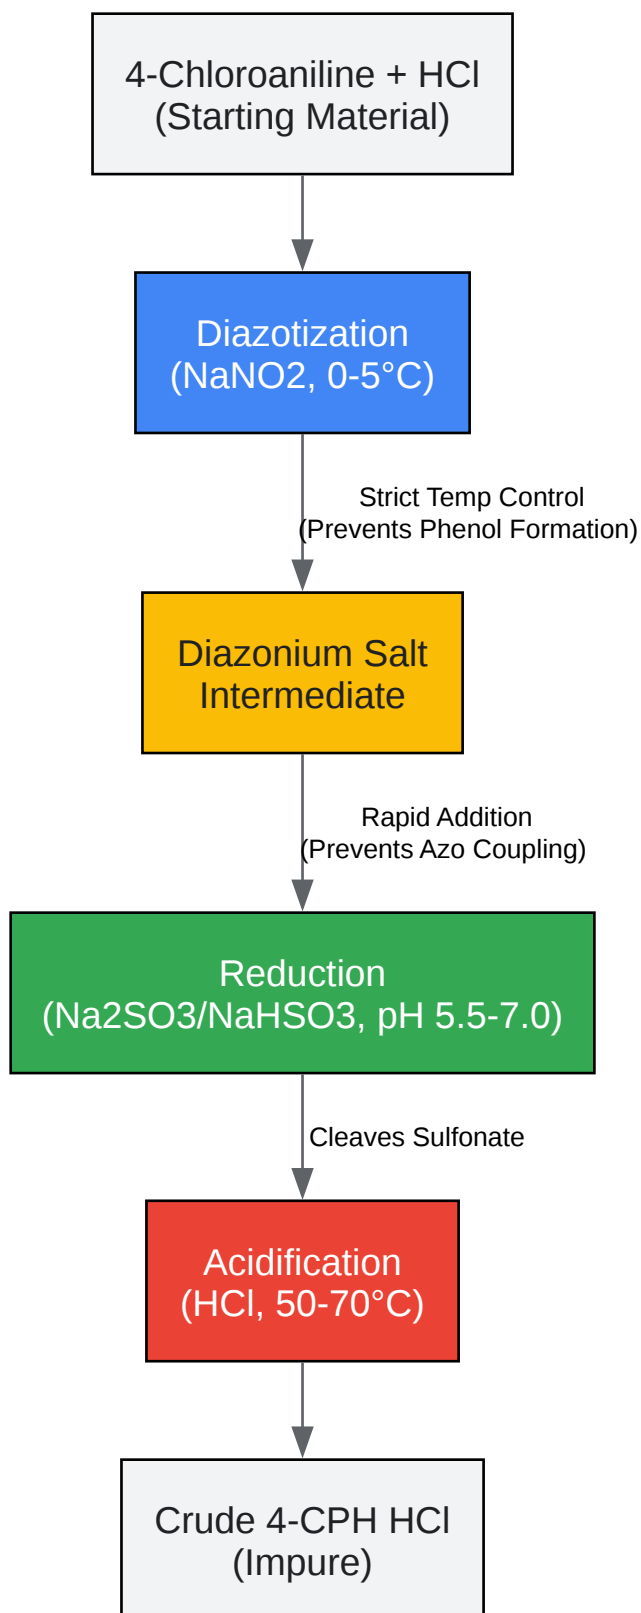 4-Chloroaniline + HCl
(Starting Material)
Diazotization
(NaNO2, 0-5°C)
Strict Temp Control
(Prevents Phenol Formation)
Diazonium Salt
Intermediate
Rapid Addition
(Prevents Azo Coupling)
Reduction
(Na2SO3/NaHSO3, pH 5.5-7.0)
Cleaves Sulfonate
Acidification
(HCl, 50-70°C)
Crude 4-CPH HCl
(Impure)